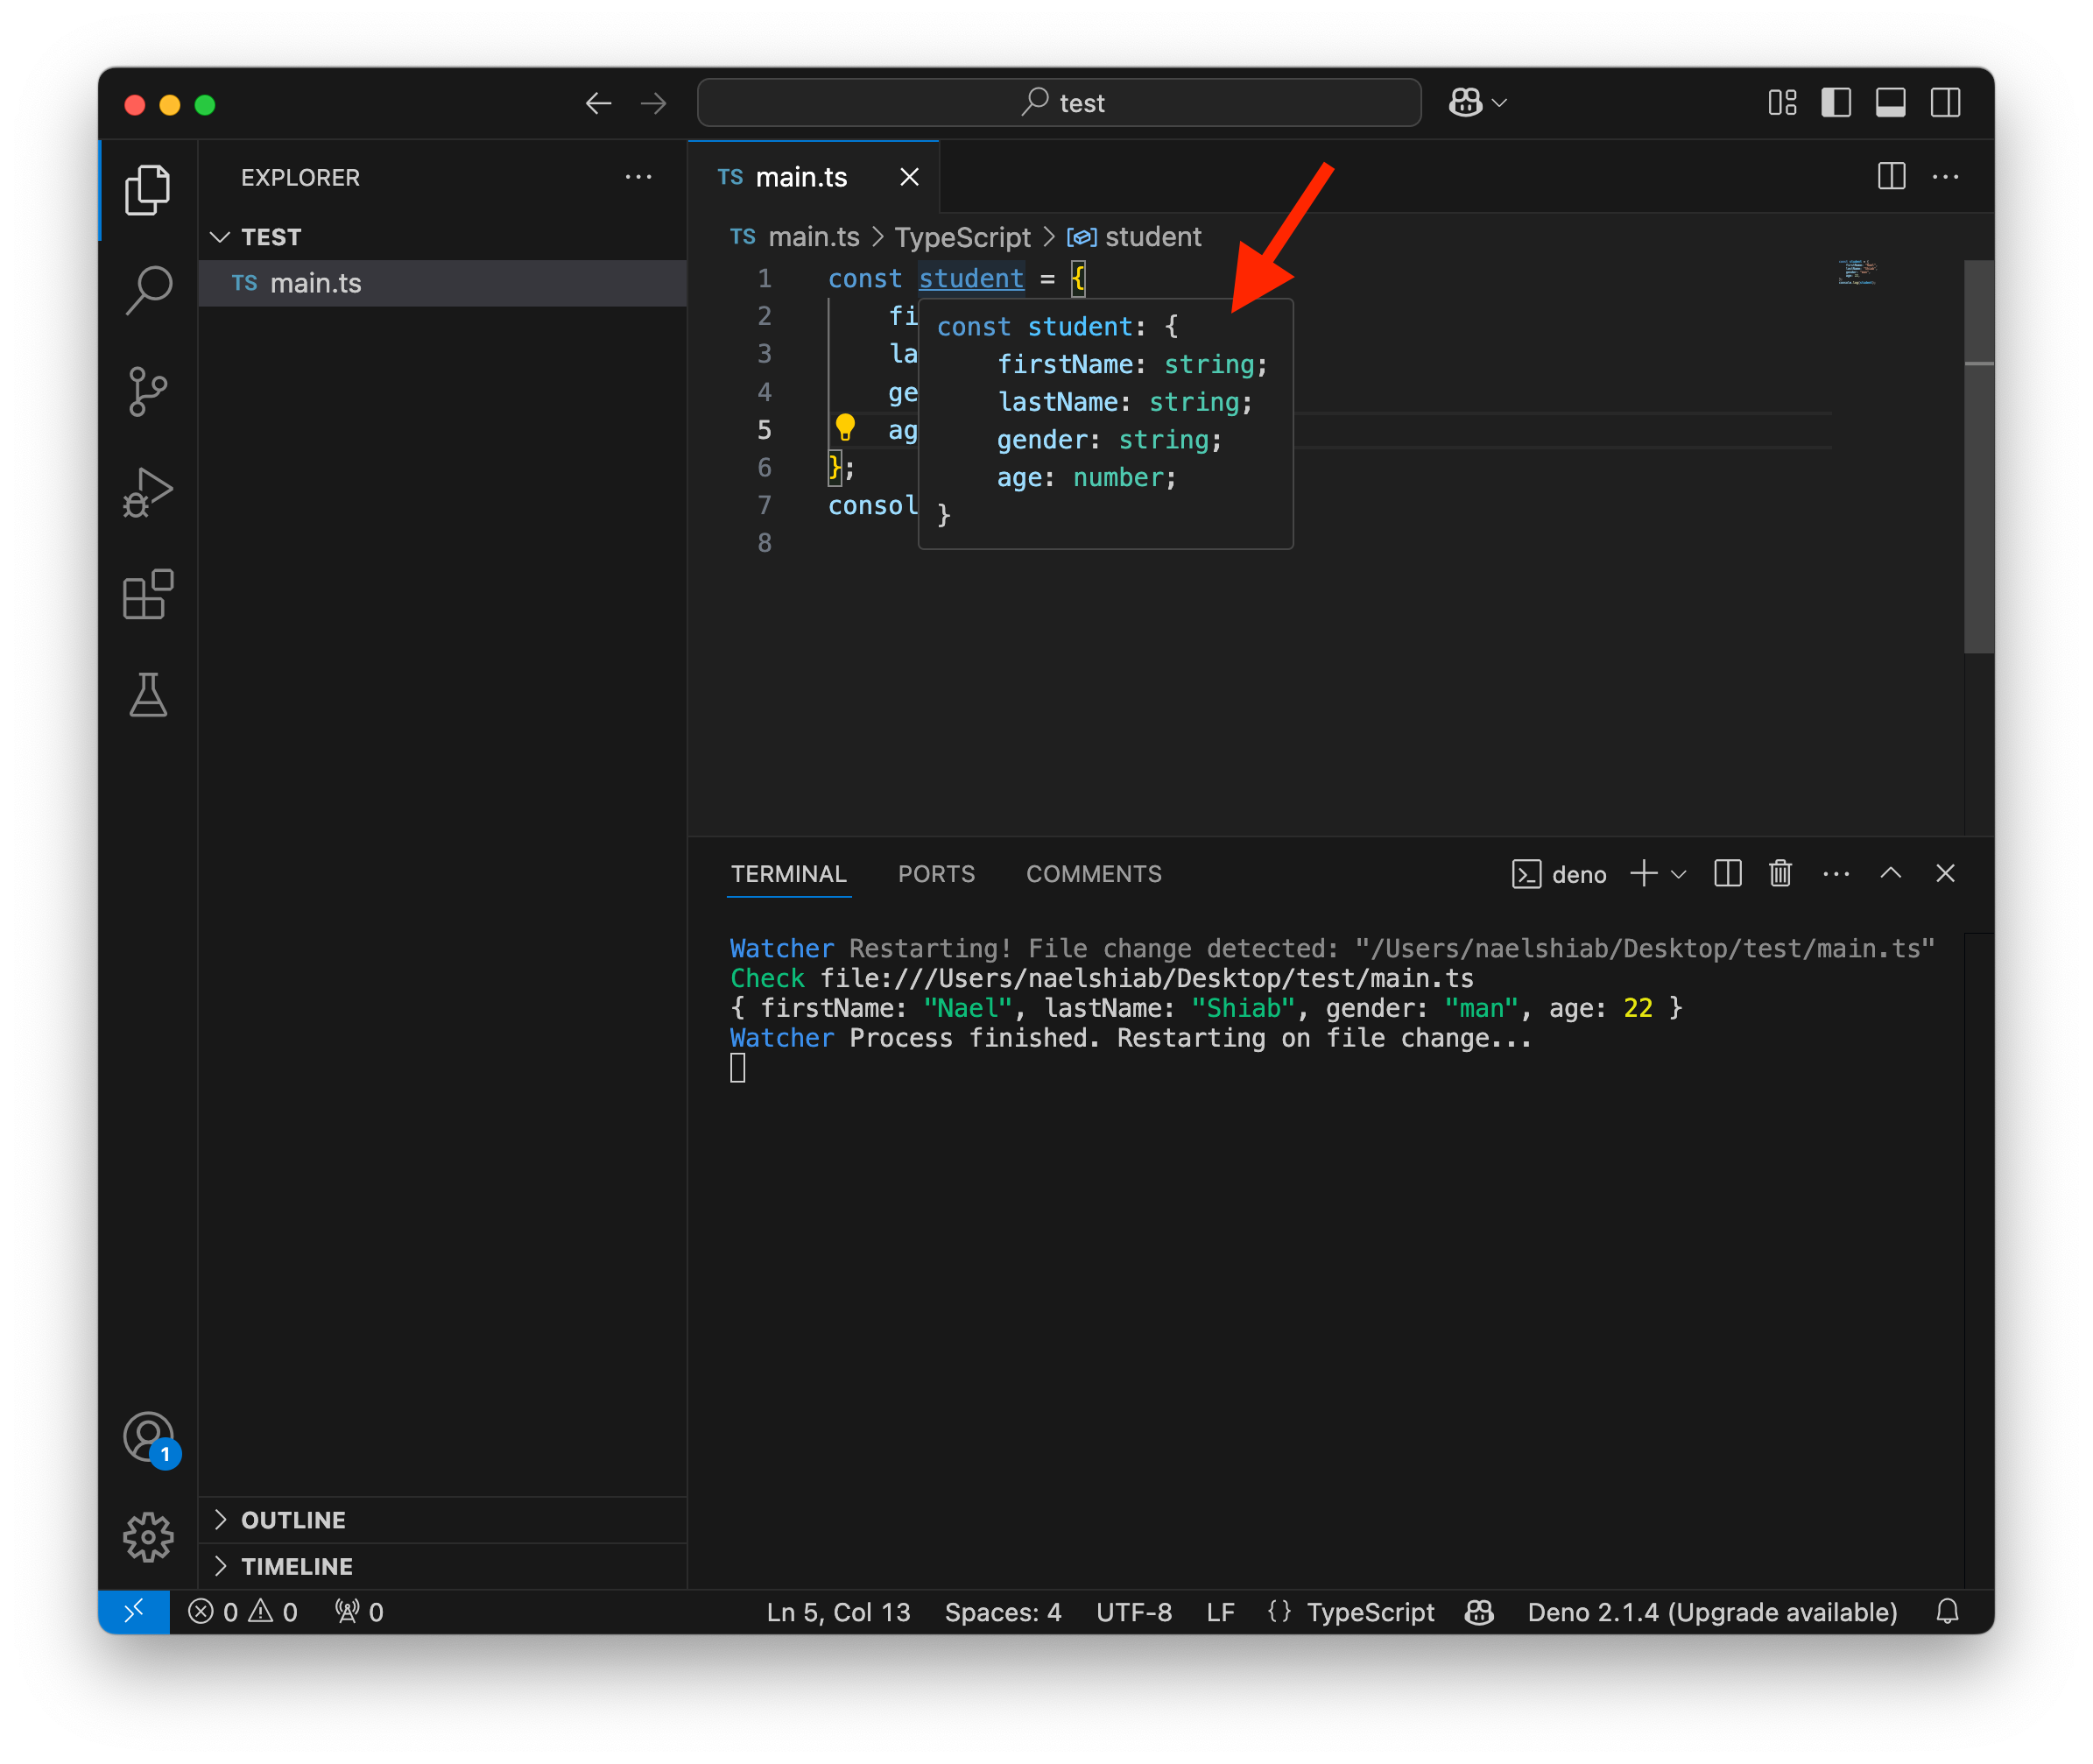 test
EXPLORER
TEST
TS main.ts
TS main.ts
TS main.ts > TypeScript > student
1 const student = {
2 fi
3 la
4 ge
5 ag
6 };
7 consol
8
const student: {
firstName: string;
lastName: string;
gender: string;
age: number;
}
TERMINAL PORTS COMMENTS
deno
Watcher Restarting! File change detected: "/Users/naelshiab/Desktop/test/main.ts"
Check file:///Users/naelshiab/Desktop/test/main.ts
{ firstName: "Nael", lastName: "Shiab", gender: "man", age: 22 }
Watcher Process finished. Restarting on file change...
1
OUTLINE
TIMELINE
0 0 0 Ln 5, Col 13 Spaces: 4 UTF-8 LF {} TypeScript Deno 2.1.4 (Upgrade available)